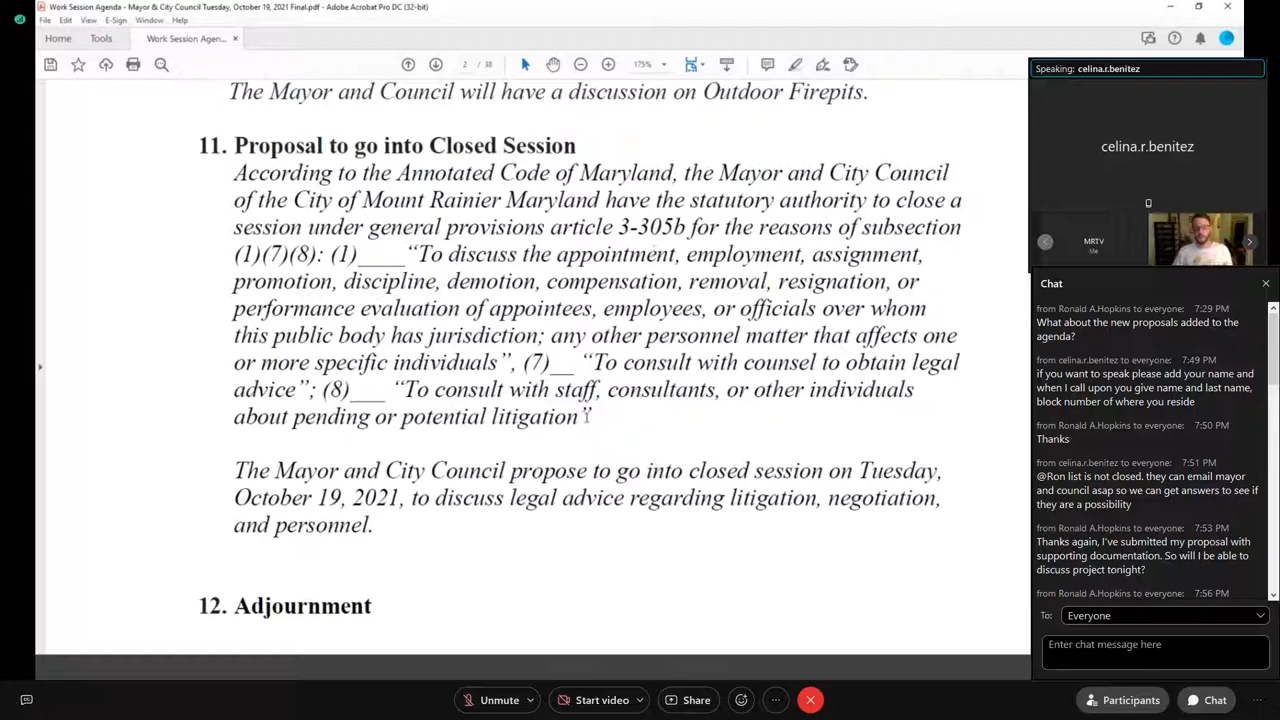 Work Session Agenda - Mayor & City Council Tuesday, October 19, 2021 Final.pdf - Adobe Acrobat Pro DC (32-bit)
File Edit View E-Sign Window Help
Home Tools Work Session Agen... ×
2 / 38 175%
The Mayor and Council will have a discussion on Outdoor Firepits.
11. Proposal to go into Closed Session
According to the Annotated Code of Maryland, the Mayor and City Council
of the City of Mount Rainier Maryland have the statutory authority to close a
session under general provisions article 3-305b for the reasons of subsection
(1)(7)(8): (1)____ “To discuss the appointment, employment, assignment,
promotion, discipline, demotion, compensation, removal, resignation, or
performance evaluation of appointees, employees, or officials over whom
this public body has jurisdiction; any other personnel matter that affects one
or more specific individuals”, (7)__ “To consult with counsel to obtain legal
advice”; (8)___ “To consult with staff, consultants, or other individuals
about pending or potential litigation”
The Mayor and City Council propose to go into closed session on Tuesday,
October 19, 2021, to discuss legal advice regarding litigation, negotiation,
and personnel.
12. Adjournment
Speaking: celina.r.benitez
celina.r.benitez
MRTV
Me
Chat
from Ronald A.Hopkins to everyone: 7:29 PM
What about the new proposals added to the
agenda?
from celina.r.benitez to everyone: 7:49 PM
if you want to speak please add your name and
when I call upon you give name and last name,
block number of where you reside
from Ronald A.Hopkins to everyone: 7:50 PM
Thanks
from celina.r.benitez to everyone: 7:51 PM
@Ron list is not closed. they can email mayor
and council asap so we can get answers to see if
they are a possibility
from Ronald A.Hopkins to everyone: 7:53 PM
Thanks again, I've submitted my proposal with
supporting documentation. So will I be able to
discuss project tonight?
from Ronald A.Hopkins to everyone: 7:56 PM
To: Everyone
Enter chat message here
Unmute Start video Share Participants Chat